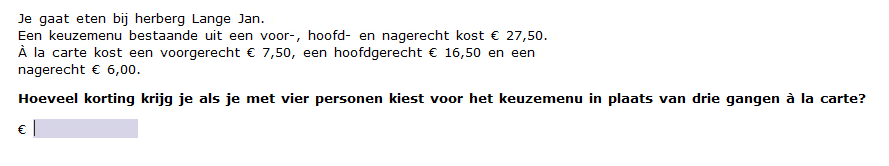 Je gaat eten bij herberg Lange Jan.
Een keuzemenu bestaande uit een voor-, hoofd- en nagerecht kost € 27,50.
À la carte kost een voorgerecht € 7,50, een hoofdgerecht € 16,50 en een
nagerecht € 6,00.
Hoeveel korting krijg je als je met vier personen kiest voor het keuzemenu in plaats van drie gangen à la carte?
€